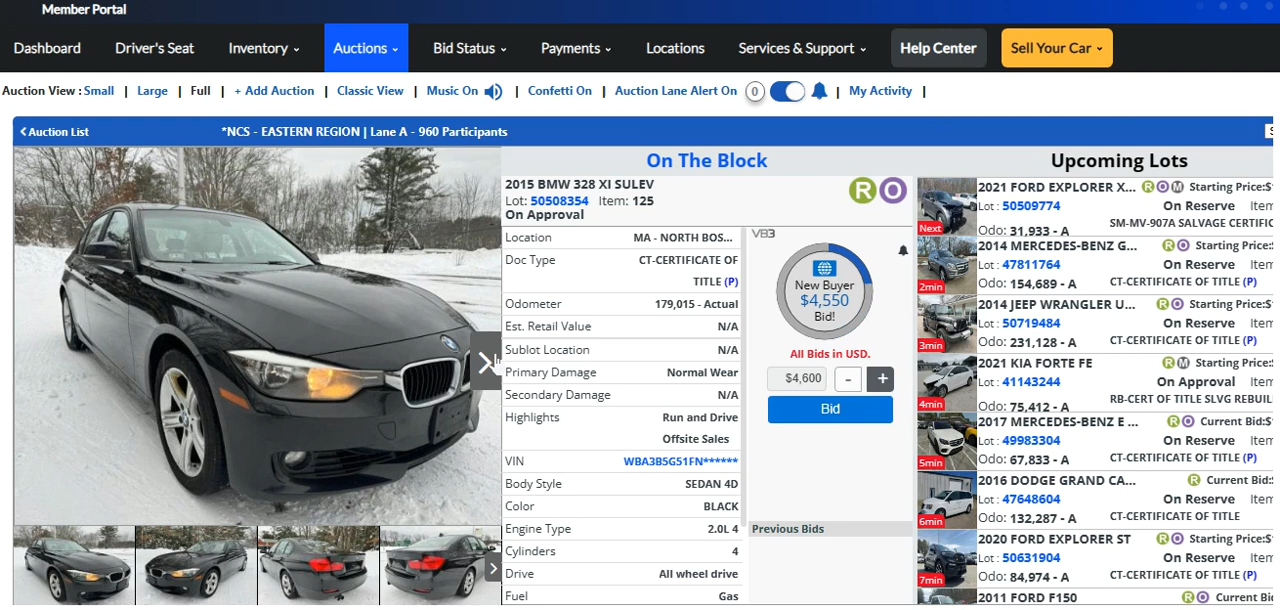 Member Portal
Dashboard Driver's Seat Inventory Auctions Bid Status Payments Locations Services & Support Help Center Sell Your Car
Auction View : Small | Large | Full | + Add Auction | Classic View | Music On | Confetti On | Auction Lane Alert On 0 | My Activity |
Auction List *NCS - EASTERN REGION | Lane A - 960 Participants
On The Block
2015 BMW 328 XI SULEV
Lot: 50508354 Item: 125
On Approval
R O
Location MA - NORTH BOS...
Doc Type CT-CERTIFICATE OF
TITLE (P)
Odometer 179,015 - Actual
Est. Retail Value N/A
Sublot Location N/A
Primary Damage Normal Wear
Secondary Damage N/A
Highlights Run and Drive
Offsite Sales
VIN WBA3B5G51FN******
Body Style SEDAN 4D
Color BLACK
Engine Type 2.0L 4
Cylinders 4
Drive All wheel drive
Fuel Gas
VB3
New Buyer
$4,550
Bid!
All Bids in USD.
$4,600 - +
Bid
Previous Bids
Upcoming Lots
2021 FORD EXPLORER X... R O M Starting Price:$
Lot : 50509774 On Reserve Item
SM-MV-907A SALVAGE CERTIFIC
Next Odo: 31,933 - A
2014 MERCEDES-BENZ G... R O Starting Price:$
Lot : 47811764 On Reserve Item
2min Odo: 154,689 - A CT-CERTIFICATE OF TITLE (P)
2014 JEEP WRANGLER U... R O Starting Price:$
Lot : 50719484 On Reserve Item
3min Odo: 231,128 - A CT-CERTIFICATE OF TITLE (P)
2021 KIA FORTE FE R M Starting Price:$
Lot : 41143244 On Approval Item
4min Odo: 75,412 - A RB-CERT OF TITLE SLVG REBUIL
2017 MERCEDES-BENZ E ... R O Current Bid:$
Lot : 49983304 On Reserve Item
5min Odo: 67,833 - A CT-CERTIFICATE OF TITLE (P)
2016 DODGE GRAND CA... R Current Bid:
Lot : 47648604 On Reserve Item
6min Odo: 132,287 - A CT-CERTIFICATE OF TITLE
2020 FORD EXPLORER ST R O Starting Price:$
Lot : 50631904 On Reserve Item
7min Odo: 84,974 - A CT-CERTIFICATE OF TITLE (P)
2011 FORD F150 R O Current Bid